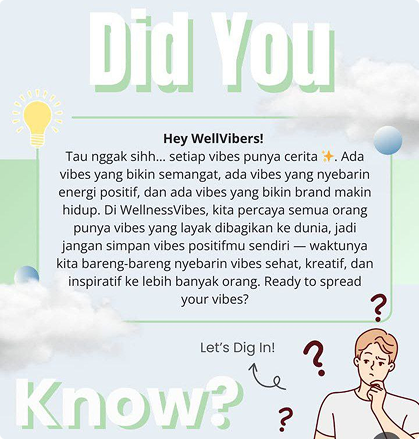 Did You
Hey WellVibers!
Tau nggak sihh... setiap vibes punya cerita ✨. Ada
vibes yang bikin semangat, ada vibes yang nyebarin
energi positif, dan ada vibes yang bikin brand makin
hidup. Di WellnessVibes, kita percaya semua orang
punya vibes yang layak dibagikan ke dunia, jadi
jangan simpan vibes positifmu sendiri — waktunya
kita bareng-bareng nyebarin vibes sehat, kreatif, dan
inspiratif ke lebih banyak orang. Ready to spread
your vibes?
?
Let's Dig In!
?
Know?
?